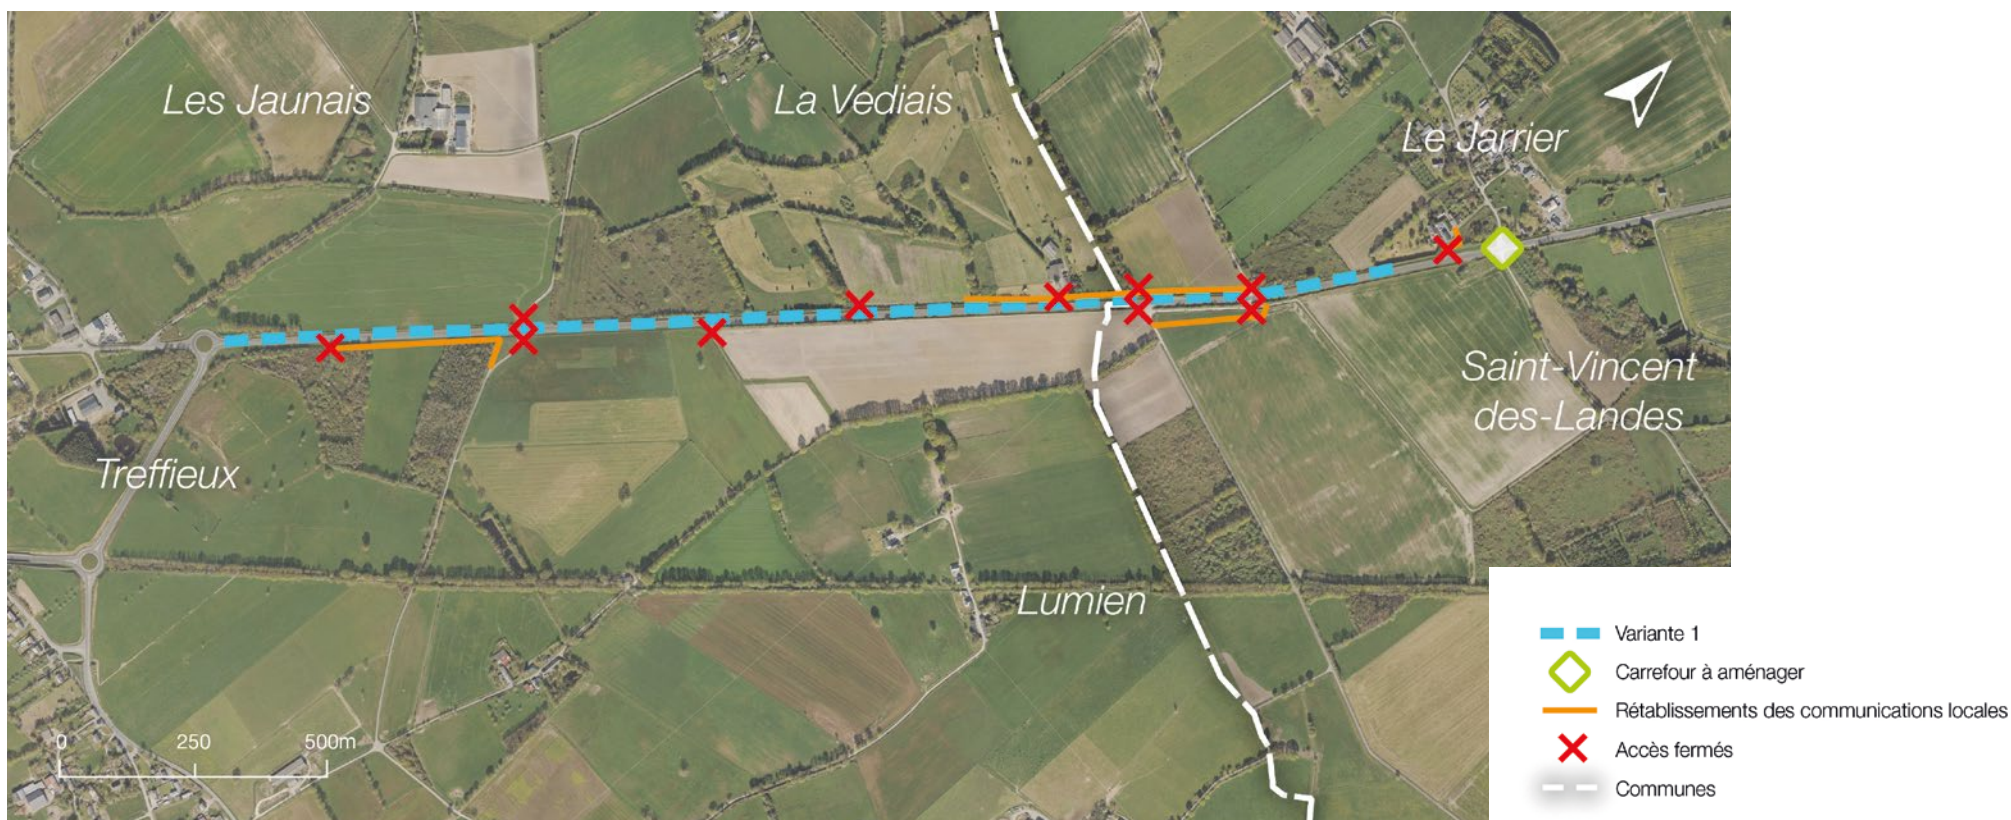 Les Jaunais
La Vediais
Le Jarrier
Saint-Vincent
des-Landes
Treffieux
Lumien
0 250 500m
Variante 1
Carrefour à aménager
Rétablissements des communications locales
Accès fermés
Communes